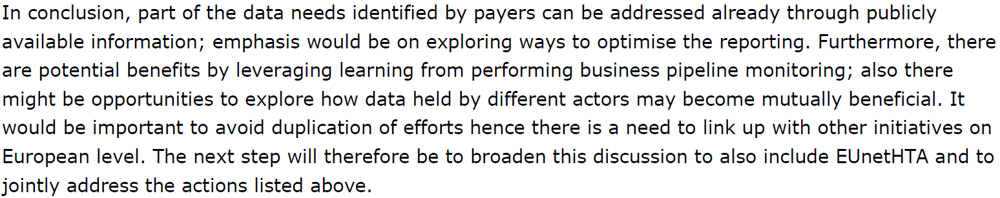 In conclusion, part of the data needs identified by payers can be addressed already through publicly
available information; emphasis would be on exploring ways to optimise the reporting. Furthermore, there
are potential benefits by leveraging learning from performing business pipeline monitoring; also there
might be opportunities to explore how data held by different actors may become mutually beneficial. It
would be important to avoid duplication of efforts hence there is a need to link up with other initiatives on
European level. The next step will therefore be to broaden this discussion to also include EUnetHTA and to
jointly address the actions listed above.